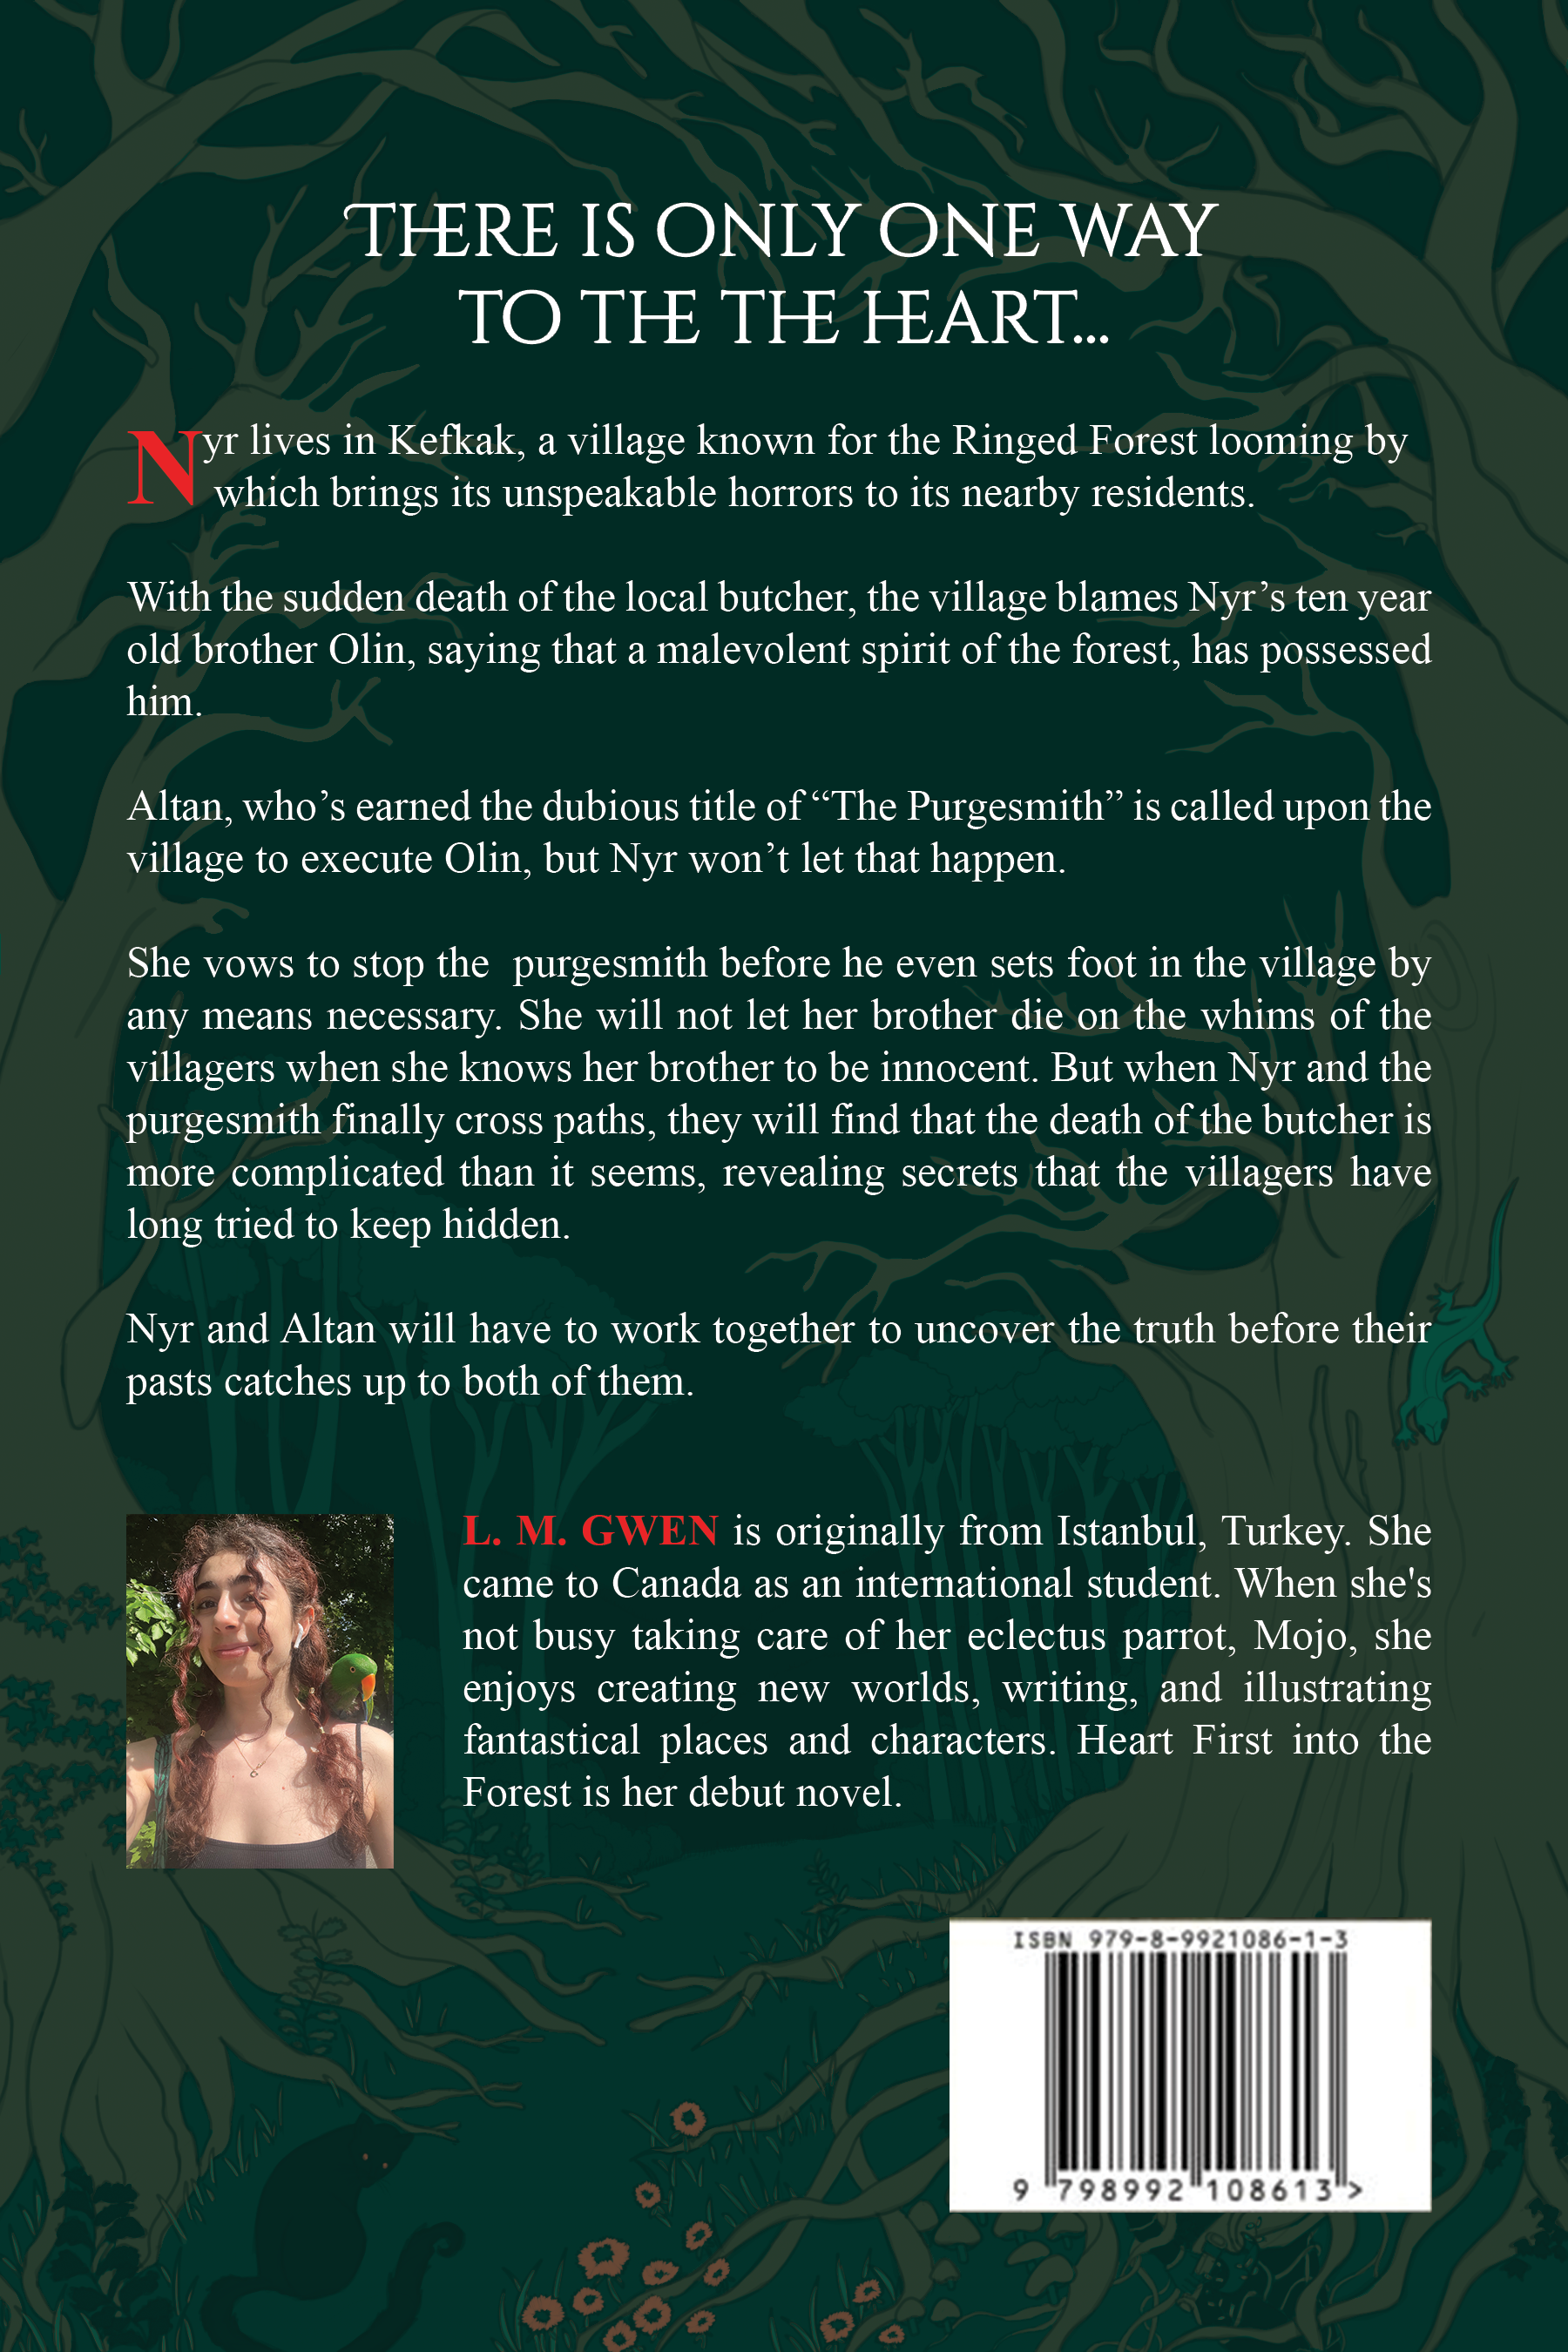 THERE IS ONLY ONE WAY
TO THE THE HEART...
Nyr lives in Kefkak, a village known for the Ringed Forest looming by
which brings its unspeakable horrors to its nearby residents.
With the sudden death of the local butcher, the village blames Nyr’s ten year
old brother Olin, saying that a malevolent spirit of the forest, has possessed
him.
Altan, who’s earned the dubious title of “The Purgesmith” is called upon the
village to execute Olin, but Nyr won’t let that happen.
She vows to stop the  purgesmith before he even sets foot in the village by
any means necessary. She will not let her brother die on the whims of the
villagers when she knows her brother to be innocent. But when Nyr and the
purgesmith finally cross paths, they will find that the death of the butcher is
more complicated than it seems, revealing secrets that the villagers have
long tried to keep hidden.
Nyr and Altan will have to work together to uncover the truth before their
pasts catches up to both of them.
L. M. GWEN is originally from Istanbul, Turkey. She
came to Canada as an international student. When she's
not busy taking care of her eclectus parrot, Mojo, she
enjoys creating new worlds, writing, and illustrating
fantastical places and characters. Heart First into the
Forest is her debut novel.
ISBN 979-8-9921086-1-3
9 798992 108613 >